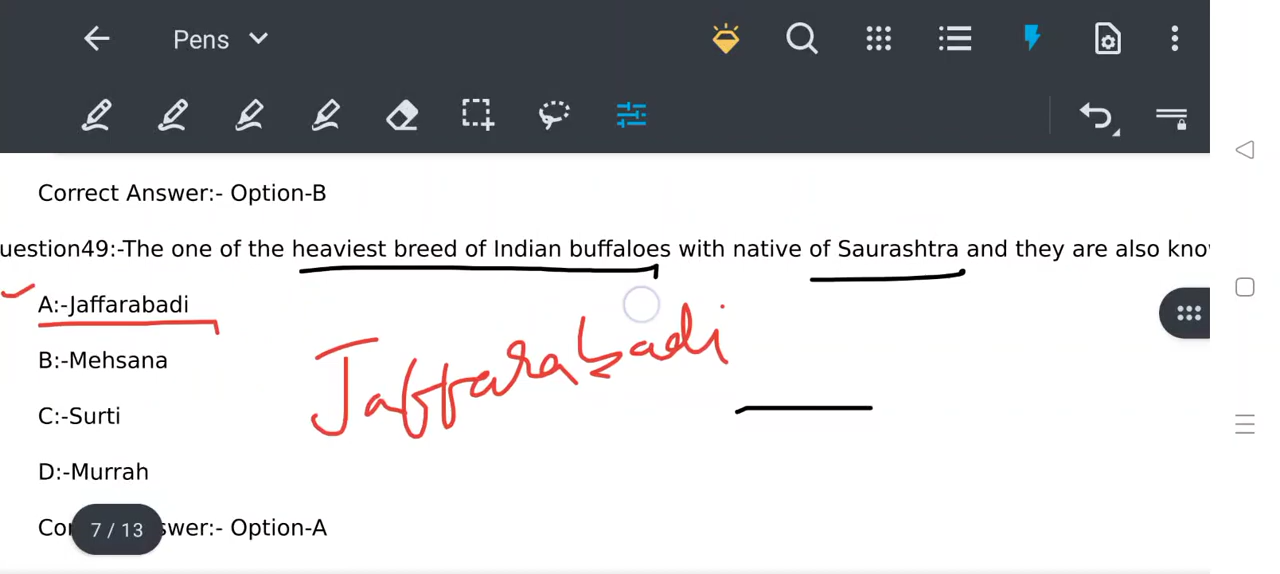 Pens
Correct Answer:- Option-B
uestion49:-The one of the heaviest breed of Indian buffaloes with native of Saurashtra and they are also kno
A:-Jaffarabadi
Jaffarabadi
B:-Mehsana
C:-Surti
D:-Murrah
Co swer:- Option-A
7 / 13